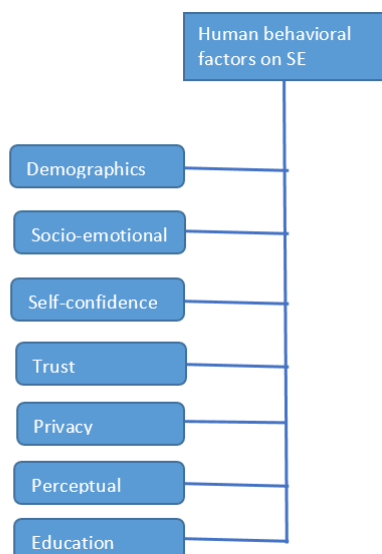 Human behavioral
factors on SE
Demographics
Socio-emotional
Self-confidence
Trust
Privacy
Perceptual
Education